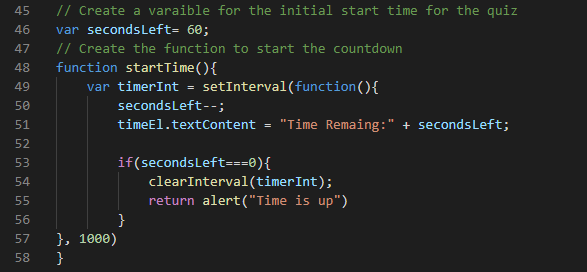 45 // Create a varaible for the initial start time for the quiz
46 var secondsLeft= 60;
47 // Create the function to start the countdown
48 function startTime(){
49 var timerInt = setInterval(function(){
50 secondsLeft--;
51 timeEl.textContent = "Time Remaing:" + secondsLeft;
52
53 if(secondsLeft===0){
54 clearInterval(timerInt);
55 return alert("Time is up")
56 }
57 }, 1000)
58 }